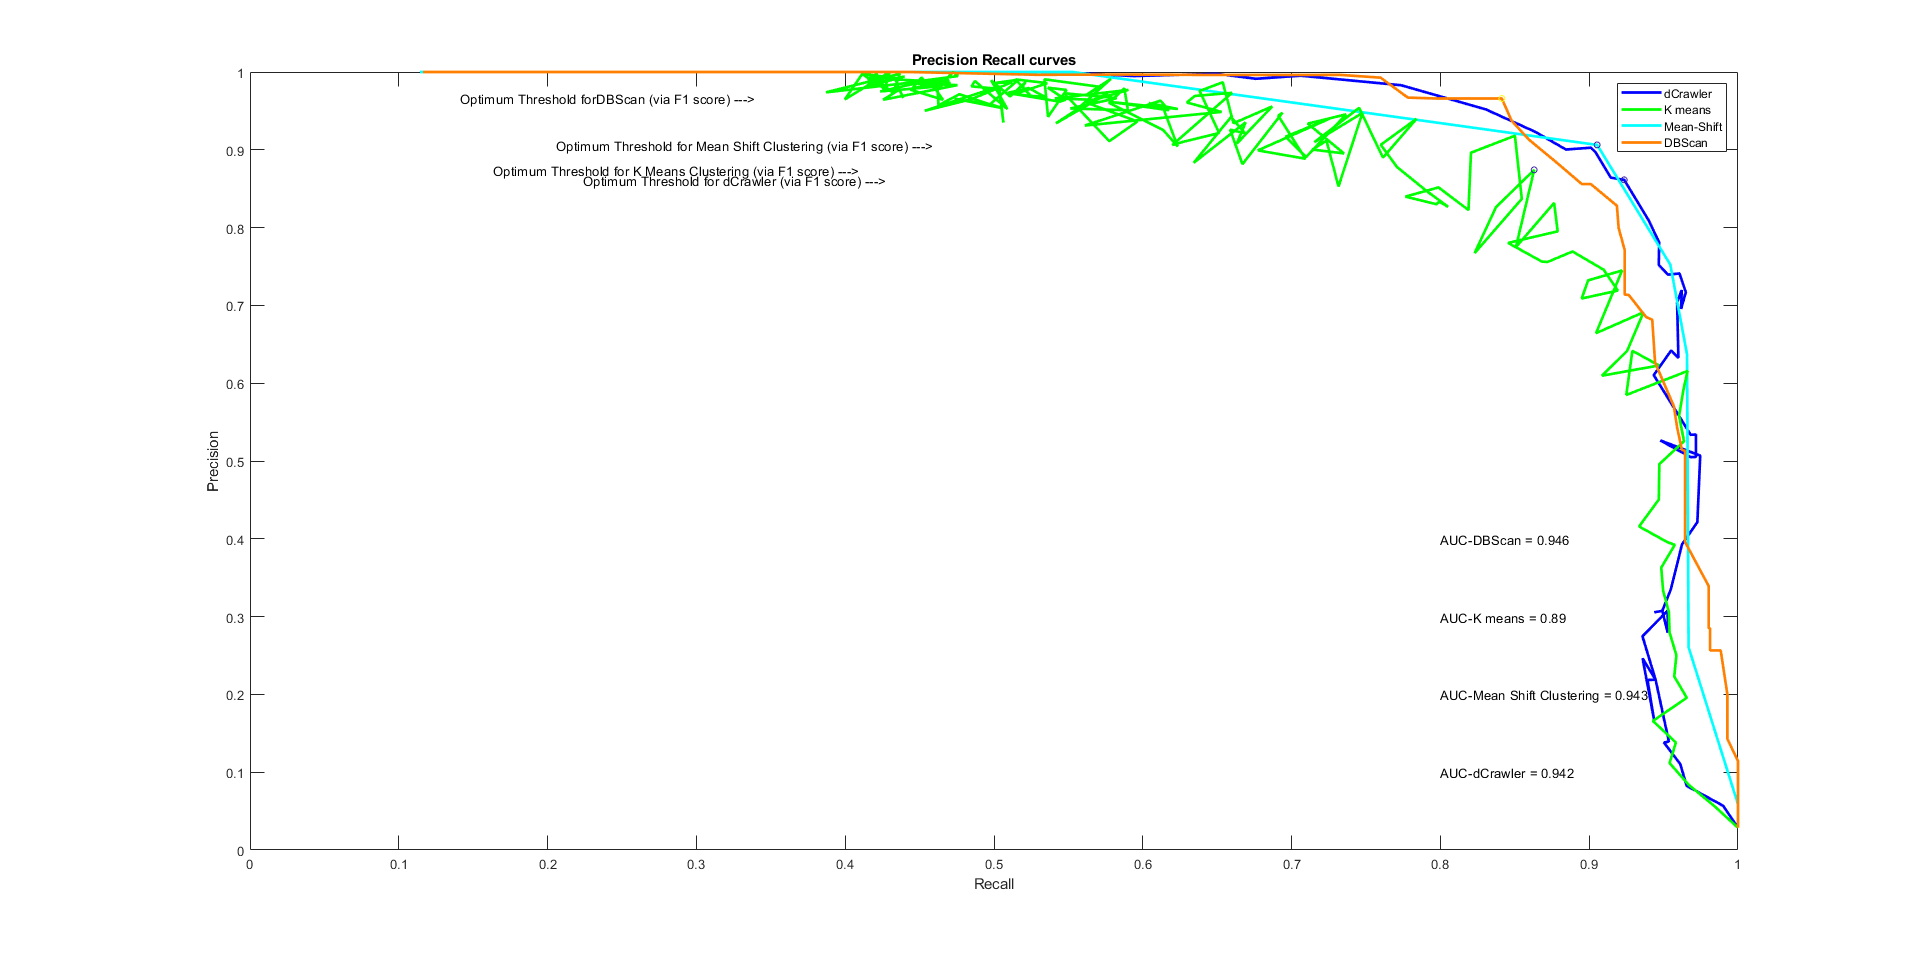 Precision Recall curves
1
0.9
0.8
0.7
0.6
0.5
0.4
0.3
0.2
0.1
0
Precision
Optimum Threshold forDBScan (via F1 score) --->
Optimum Threshold for Mean Shift Clustering (via F1 score) --->
Optimum Threshold for K Means Clustering (via F1 score) --->
Optimum Threshold for dCrawler (via F1 score) --->
dCrawler
K means
Mean-Shift
DBScan
AUC-DBScan = 0.946
AUC-K means = 0.89
AUC-Mean Shift Clustering = 0.943
AUC-dCrawler = 0.942
0 0.1 0.2 0.3 0.4 0.5 0.6 0.7 0.8 0.9 1
Recall